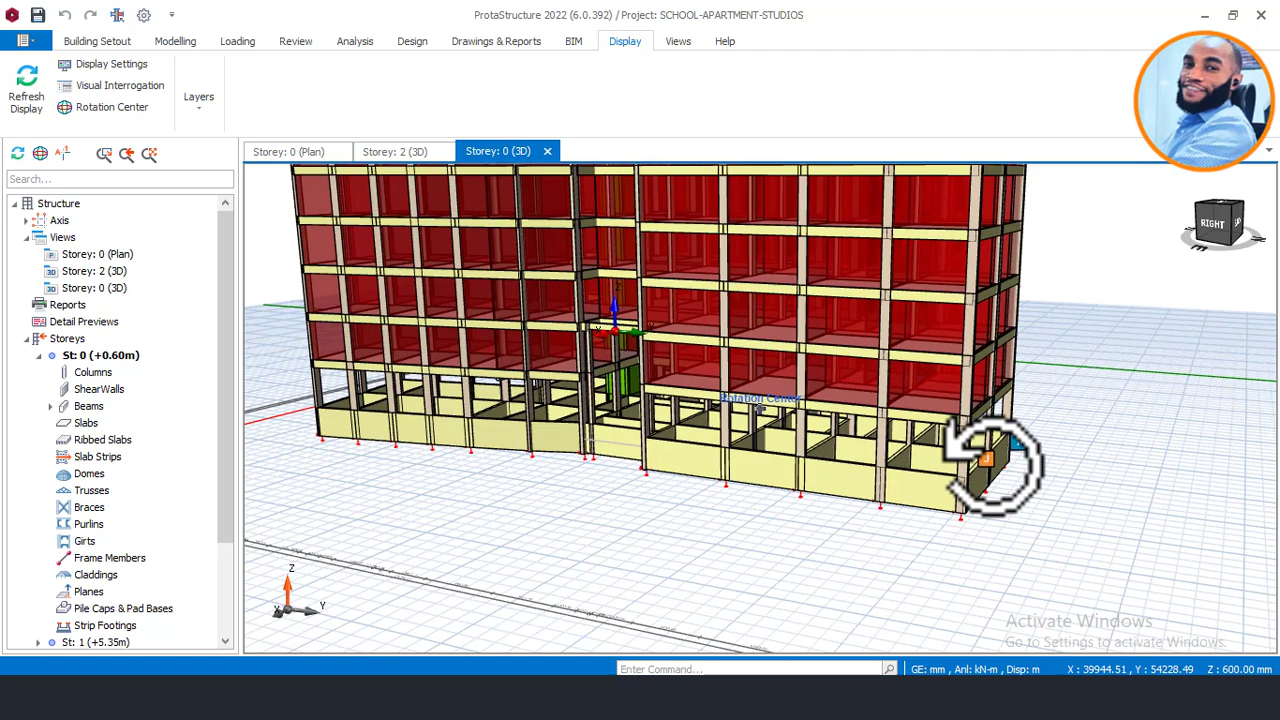 ProtaStructure 2022 (6.0.392) / Project: SCHOOL-APARTMENT-STUDIOS
Building Setout
Modelling
Loading
Review
Analysis
Design
Drawings & Reports
BIM
Display
Views
Help
Refresh Display
Display Settings
Visual Interrogation
Rotation Center
Layers
Storey: 0 (Plan)
Storey: 2 (3D)
Storey: 0 (3D)
Search...
Structure
Axis
Views
Storey: 0 (Plan)
Storey: 2 (3D)
Storey: 0 (3D)
Reports
Detail Previews
Storeys
St: 0 (+0.60m)
Columns
ShearWalls
Beams
Slabs
Ribbed Slabs
Slab Strips
Domes
Trusses
Braces
Purlins
Girts
Frame Members
Claddings
Planes
Pile Caps & Pad Bases
Strip Footings
St: 1 (+5.35m)
RIGHT
Z
Rotation Center
J
Z
X
Y
Activate Windows
Go to Settings to activate Windows.
Enter Command...
GE: mm, Anl: kN-m, Disp: m
X : 39944.51 , Y : 54228.49
Z : 600.00 mm